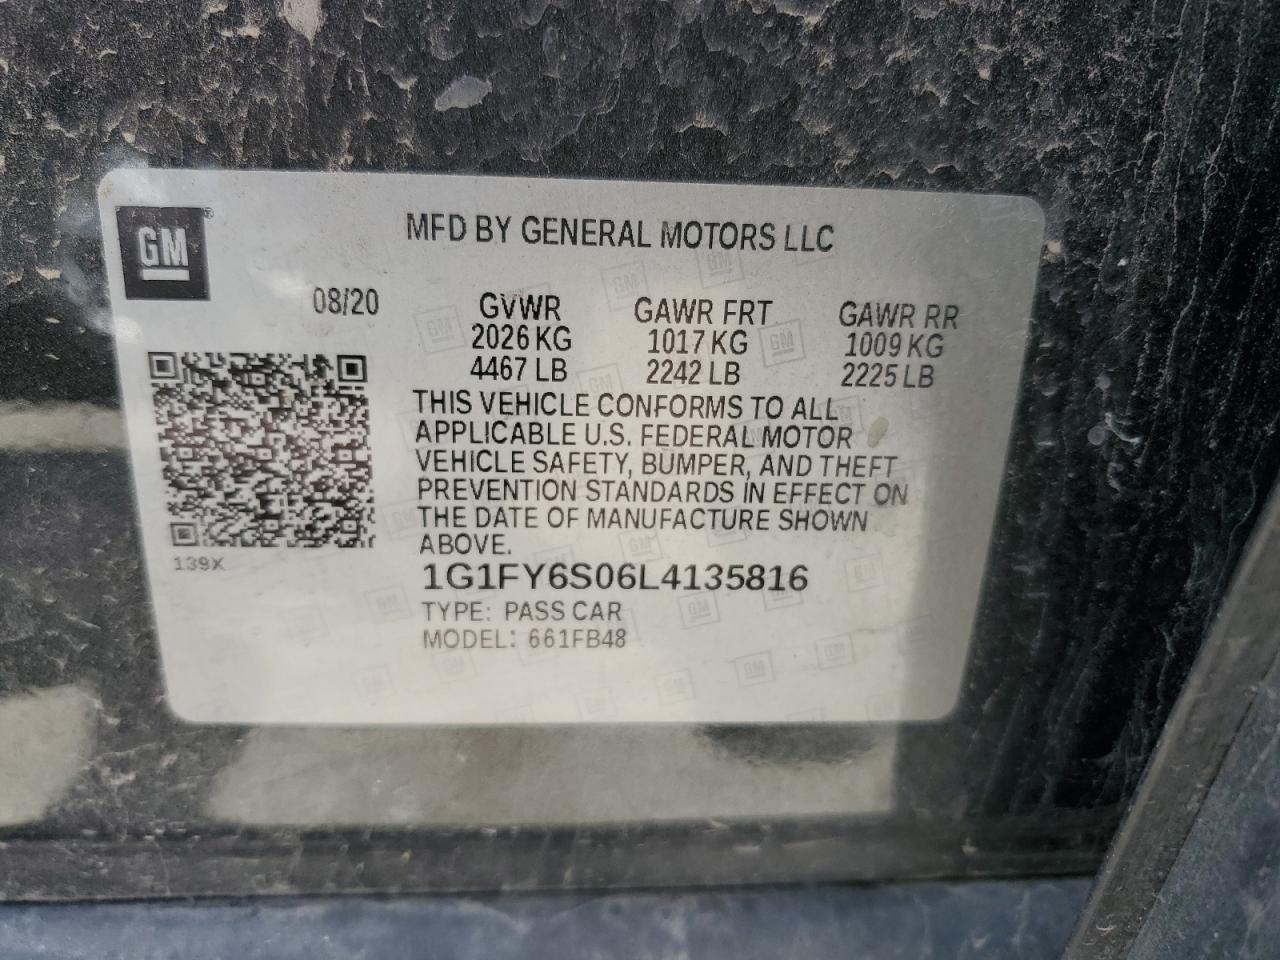 GM
MFD BY GENERAL MOTORS LLC
08/20
GVWR GAWR FRT GAWR RR
2026 KG 1017 KG 1009 KG
4467 LB 2242 LB 2225 LB
THIS VEHICLE CONFORMS TO ALL
APPLICABLE U.S. FEDERAL MOTOR
VEHICLE SAFETY, BUMPER, AND THEFT
PREVENTION STANDARDS IN EFFECT ON
THE DATE OF MANUFACTURE SHOWN
ABOVE.
139X
1G1FY6S06L4135816
TYPE: PASS CAR
MODEL: 661FB48